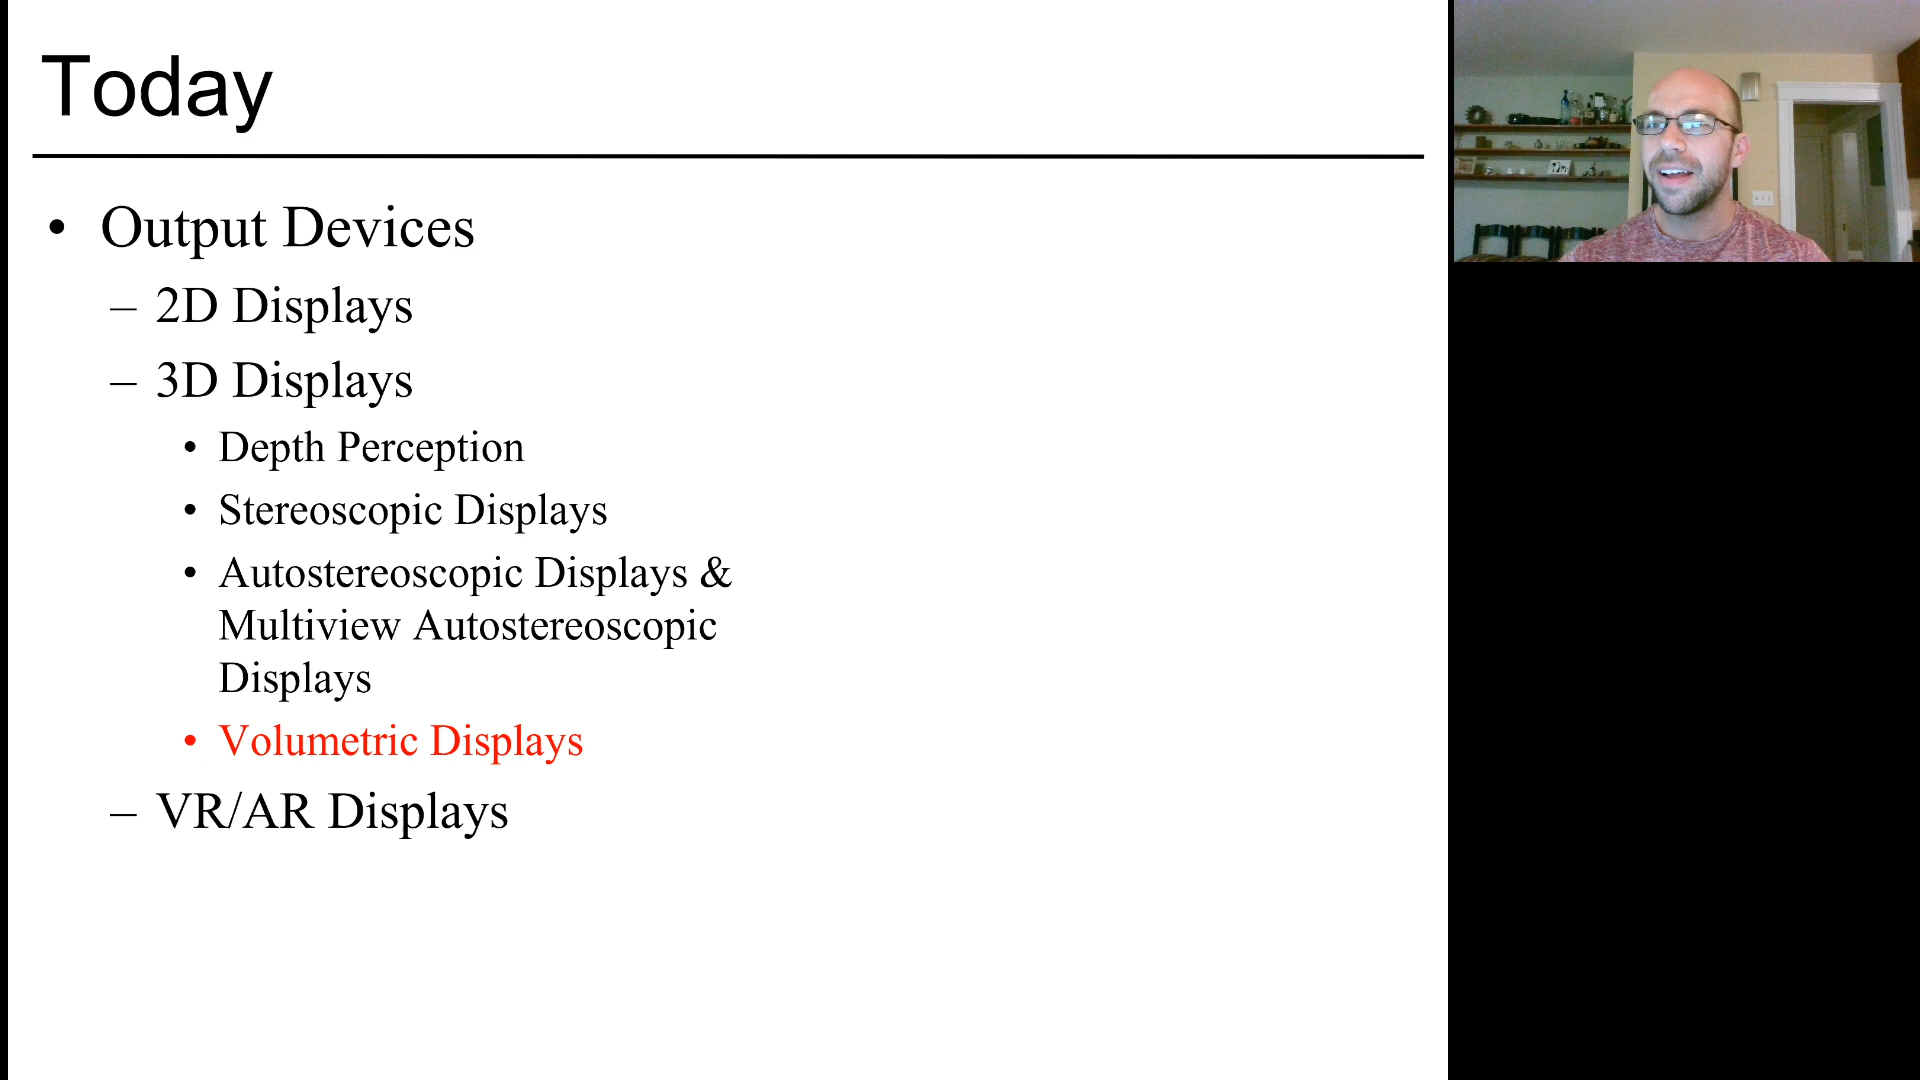 Today
• Output Devices
– 2D Displays
– 3D Displays
• Depth Perception
• Stereoscopic Displays
• Autostereoscopic Displays &
Multiview Autostereoscopic
Displays
• Volumetric Displays
– VR/AR Displays